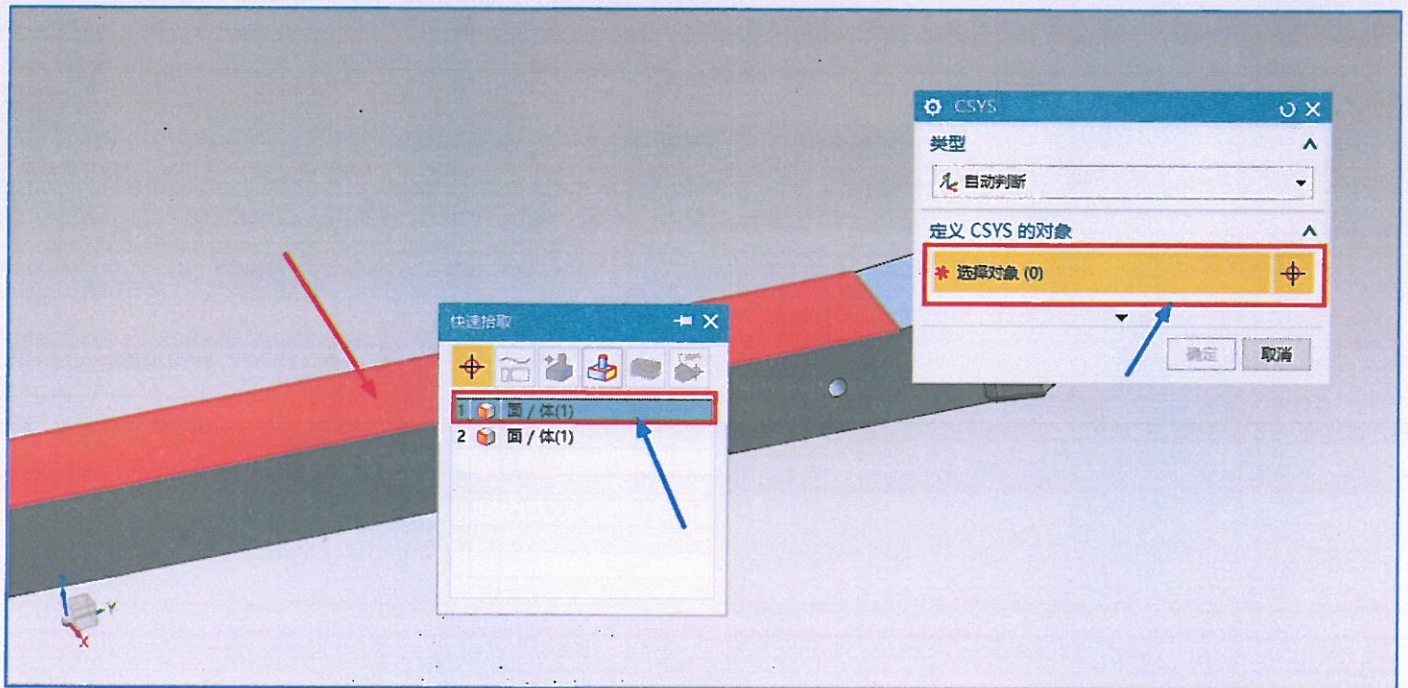 CSYS
类型
自动判断
定义 CSYS 的对象
* 选择对象 (0)
确定 取消
快速拾取
1 面 / 体(1)
2 面 / 体(1)
Z
Y
X